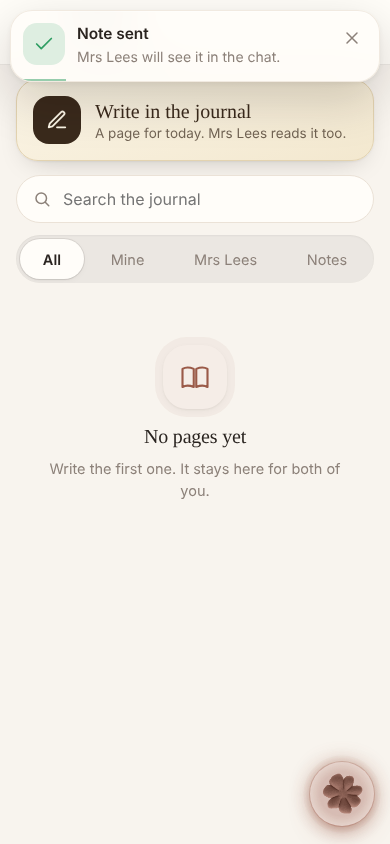 Note sent
Mrs Lees will see it in the chat.
Write in the journal
A page for today. Mrs Lees reads it too.
Search the journal
All Mine Mrs Lees Notes
No pages yet
Write the first one. It stays here for both of
you.